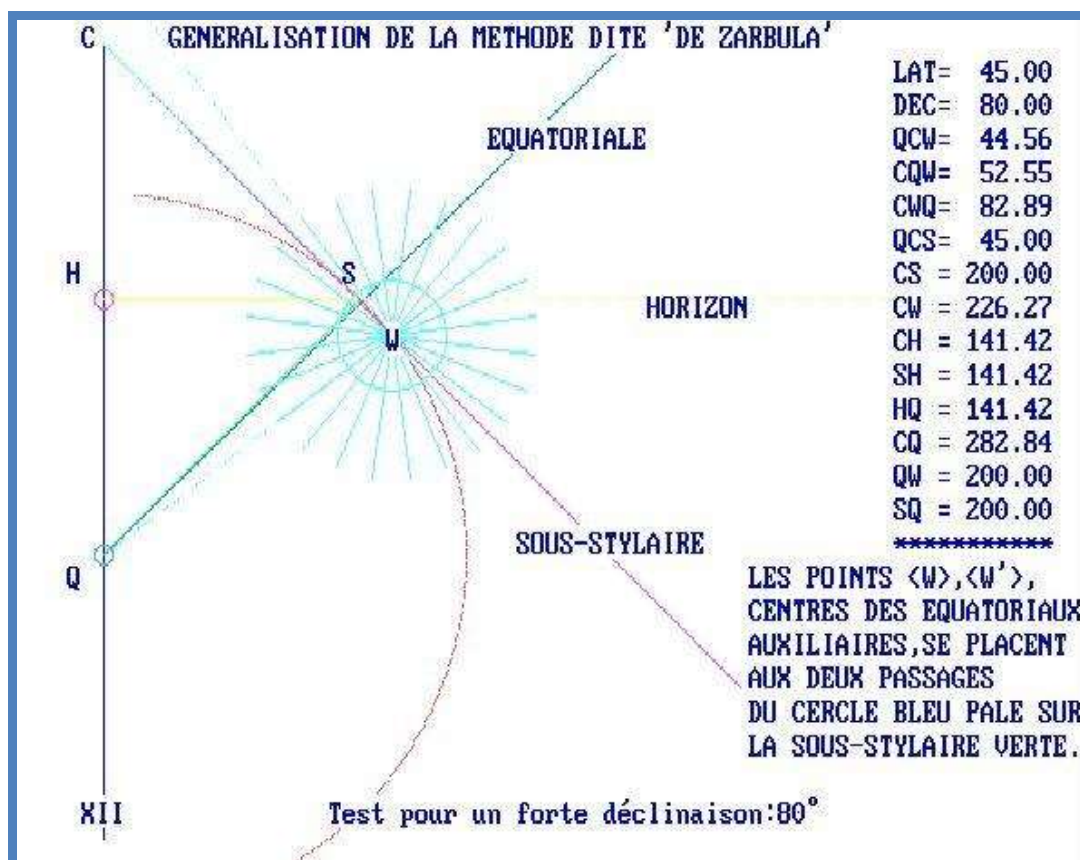 C
GENERALISATION DE LA METHODE DITE 'DE ZARBULA'
LAT= 45.00
DEC= 80.00
QCW= 44.56
CQW= 52.55
CWQ= 82.89
QCS= 45.00
CS = 200.00
CW = 226.27
CH = 141.42
SH = 141.42
HQ = 141.42
CQ = 282.84
QW = 200.00
SQ = 200.00
***********
EQUATORIALE
S
H
HORIZON
W
SOUS-STYLAIRE
Q
LES POINTS <W>,<W'>,
CENTRES DES EQUATORIAUX
AUXILIAIRES,SE PLACENT
AUX DEUX PASSAGES
DU CERCLE BLEU PALE SUR
LA SOUS-STYLAIRE VERTE.
XII
Test pour un forte déclinaison:80°